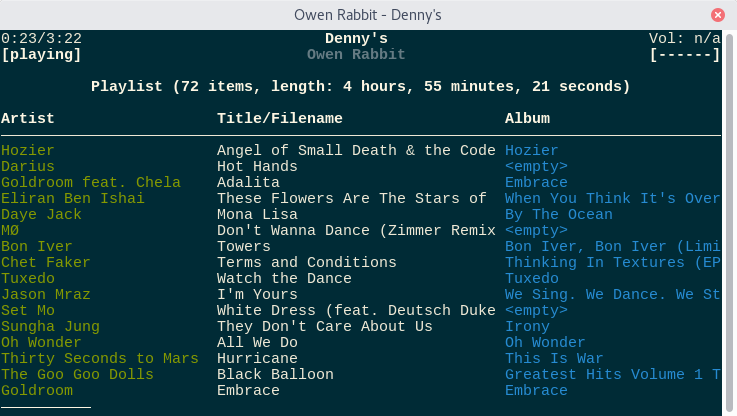 Owen Rabbit - Denny's
0:23/3:22 Denny's Vol: n/a
[playing] Owen Rabbit [------]
Playlist (72 items, length: 4 hours, 55 minutes, 21 seconds)
Artist Title/Filename Album
Hozier Angel of Small Death & the Code Hozier
Darius Hot Hands <empty>
Goldroom feat. Chela Adalita Embrace
Eliran Ben Ishai These Flowers Are The Stars of When You Think It's Over
Daye Jack Mona Lisa By The Ocean
MØ Don't Wanna Dance (Zimmer Remix <empty>
Bon Iver Towers Bon Iver, Bon Iver (Limi
Chet Faker Terms and Conditions Thinking In Textures (EP
Tuxedo Watch the Dance Tuxedo
Jason Mraz I'm Yours We Sing. We Dance. We St
Set Mo White Dress (feat. Deutsch Duke <empty>
Sungha Jung They Don't Care About Us Irony
Oh Wonder All We Do Oh Wonder
Thirty Seconds to Mars Hurricane This Is War
The Goo Goo Dolls Black Balloon Greatest Hits Volume 1 T
Goldroom Embrace Embrace